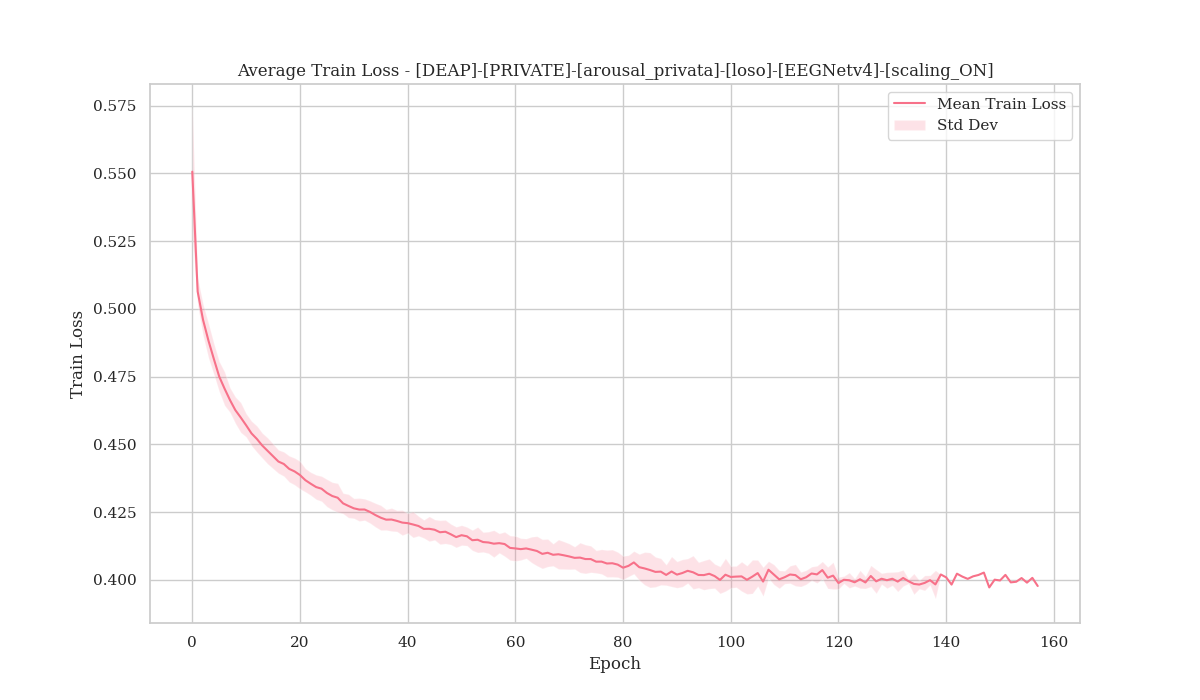 Average Train Loss - [DEAP]-[PRIVATE]-[arousal_privata]-[loso]-[EEGNetv4]-[scaling_ON]
Mean Train Loss
Std Dev
0.575
0.550
0.525
0.500
0.475
0.450
0.425
0.400
Train Loss
0 20 40 60 80 100 120 140 160
Epoch